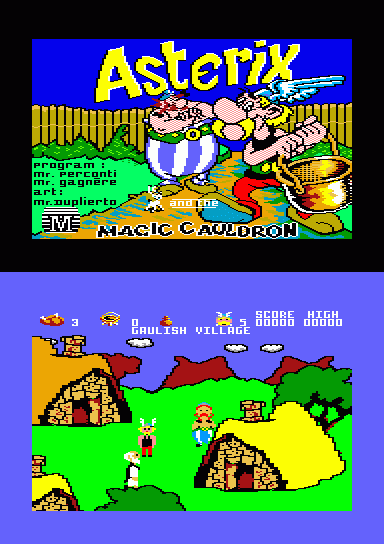 Asterix
program :
mr. perconti
mr. gagnère
art:
mr. puplierto
M
and the
MAGIC CAULDRON
SCORE HIGH
3 0 5 00000 00000
GAULISH VILLAGE